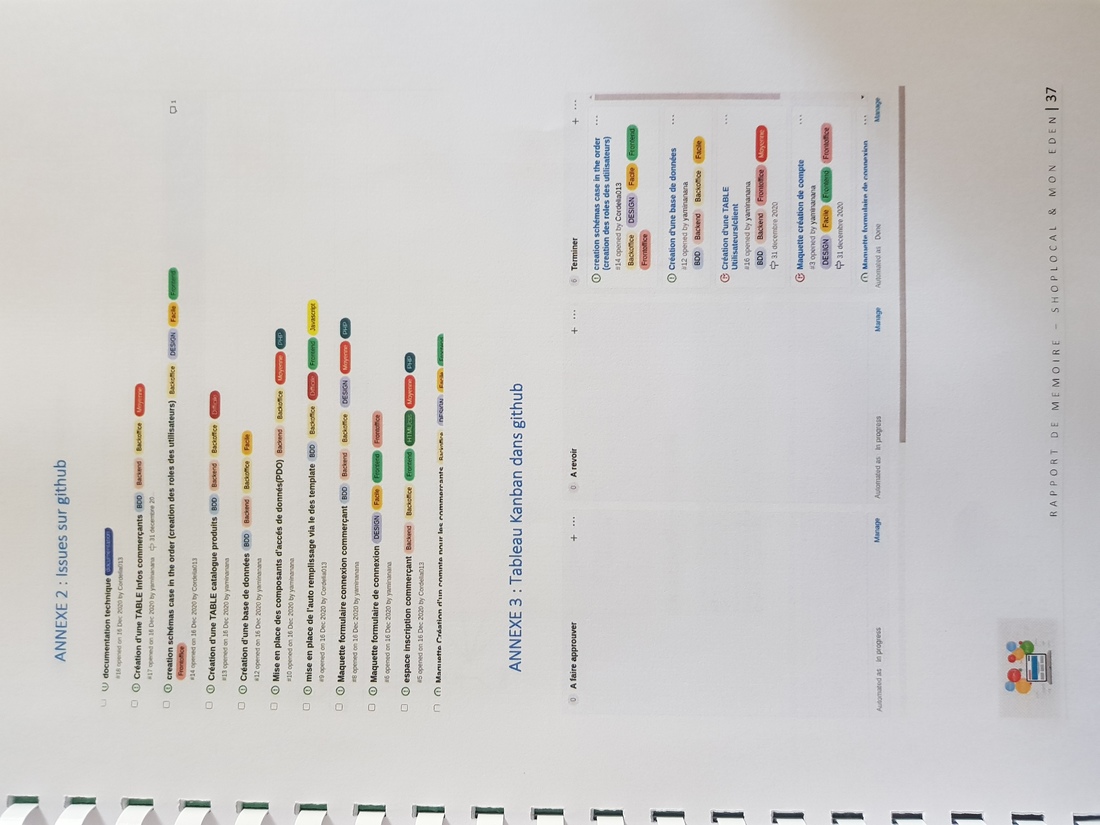 ANNEXE 2 : Issues sur github
documentation technique documentation
opened on 16 Dec 2020 by Cordelia013
Création d'une TABLE Infos commerçants BDD Backend Backoffice Moyenne
#17 opened on 16 Dec 2020 by yaminanana 31 decembre 20
creation schémas case in the order (creation des roles des utilisateurs) Backoffice DESIGN Facile Frontend 1
Frontoffice
#14 opened on 16 Dec 2020 by Cordelia013
Création d'une TABLE catalogue produits BDD Backend Backoffice Difficile
#13 opened on 16 Dec 2020 by yaminanana
Création d'une base de données BDD Backend Backoffice Facile
#12 opened on 16 Dec 2020 by yaminanana
Mise en place des composants d'accés de donnés(PDO) Backend Backoffice Moyenne PHP
#10 opened on 16 Dec 2020 by yaminanana
mise en place de l'auto remplissage via le des template BDD Backoffice Difficile Frontend Javascript
#9 opened on 16 Dec 2020 by Cordelia013
Maquette formulaire connexion commerçant BDD Backend Backoffice DESIGN Moyenne PHP
#8 opened on 16 Dec 2020 by yaminanana
Maquette formulaire de connexion DESIGN Facile Frontend Frontoffice
#6 opened on 16 Dec 2020 by yaminanana
espace inscription commerçant Backend Backoffice Frontend HTML/css Moyenne PHP
#5 opened on 16 Dec 2020 by Cordelia013
Maquette Création d'un compte pour les commerçants Backoffice DESIGN Facile Frontend
ANNEXE 3 : Tableau Kanban dans github
0 A faire approuver + ... 0 A revoir + ... 6 Terminer + ...
creation schémas case in the order ...
(creation des roles des utilisateurs)
#14 opened by Cordelia013
Backoffice DESIGN Facile Frontend
Frontoffice
Création d'une base de données ...
#12 opened by yaminanana
BDD Backend Backoffice Facile
Création d'une TABLE ...
Utilisateurs/client
#16 opened by yaminanana
BDD Backend Frontoffice Moyenne
31 decembre 2020
Maquette création de compte ...
#3 opened by yaminanana
DESIGN Facile Frontend Frontoffice
31 decembre 2020
Maquette formulaire de connexion ...
Automated as In progress Manage Automated as In progress Manage Automated as Done Manage
RAPPORT DE MEMOIRE – SHOPLOCAL & MON EDEN | 37